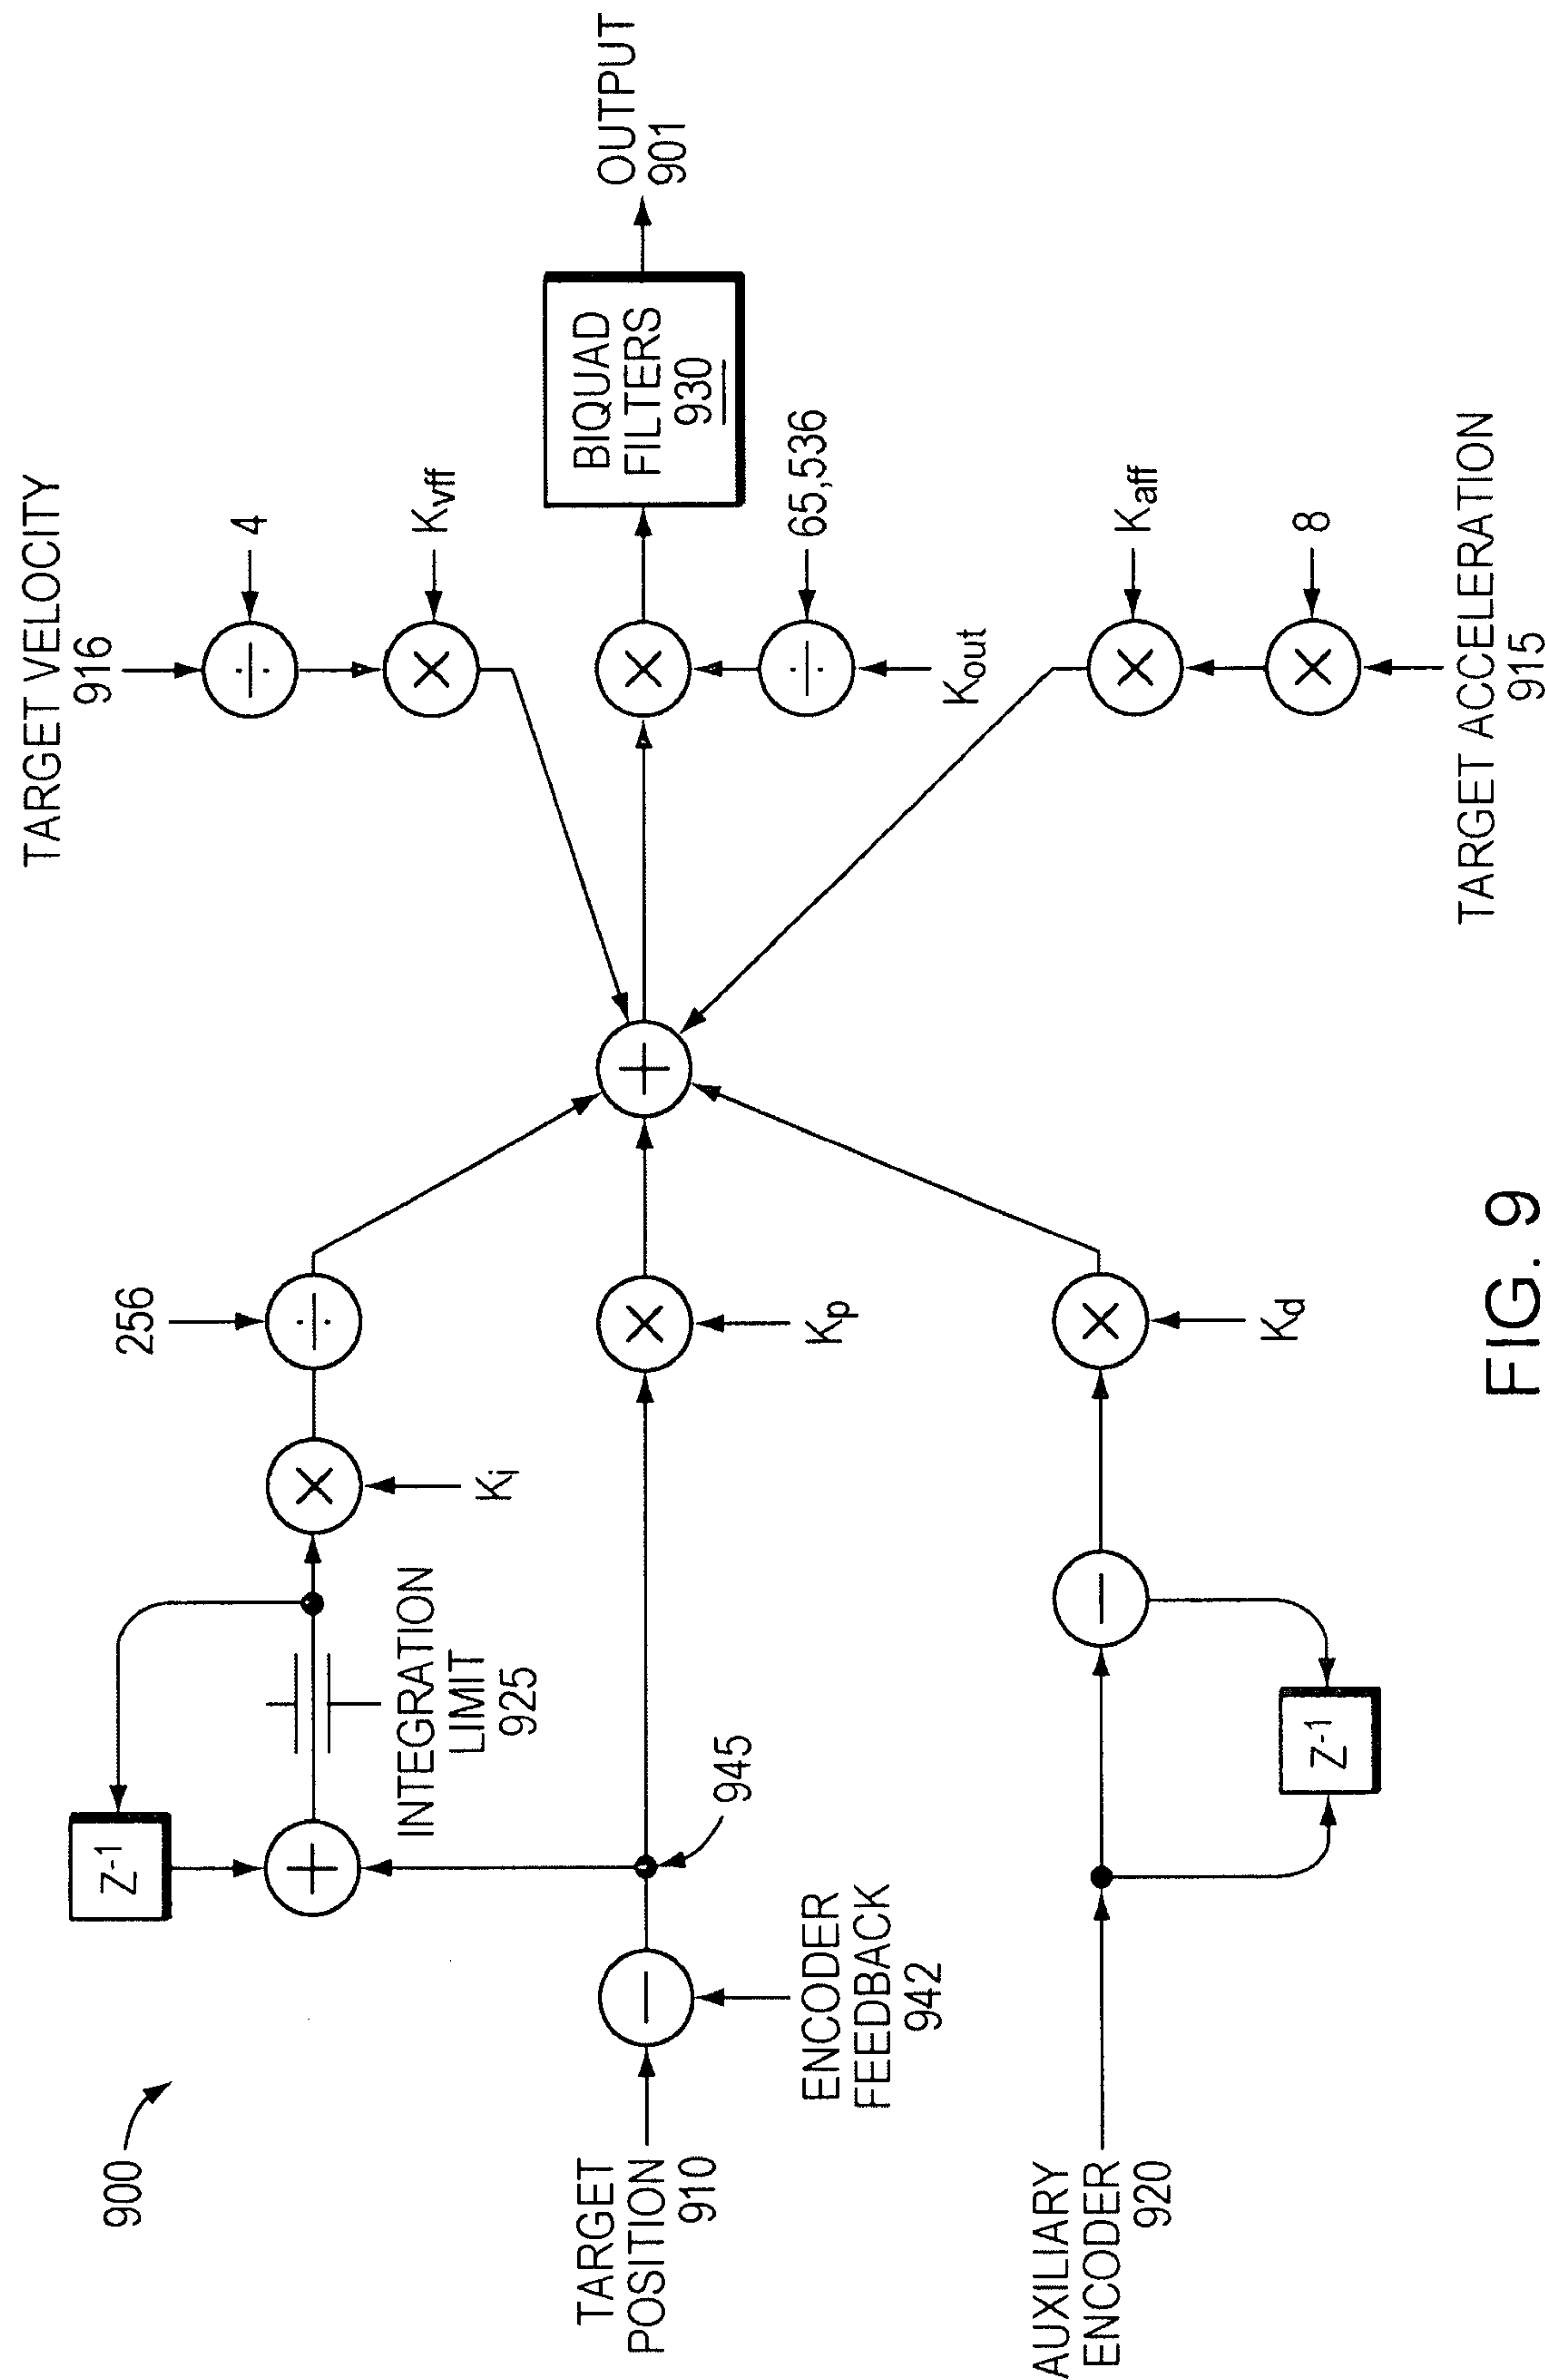 900
TARGET VELOCITY
916
4
Kvff
256
Z-1
Ki
INTEGRATION
LIMIT
925
TARGET
POSITION
910
ENCODER
FEEDBACK
942
945
Kp
BIQUAD
FILTERS
930
OUTPUT
901
65,536
Kout
AUXILIARY
ENCODER
920
Z-1
Kd
Kaff
8
TARGET ACCELERATION
915
FIG. 9